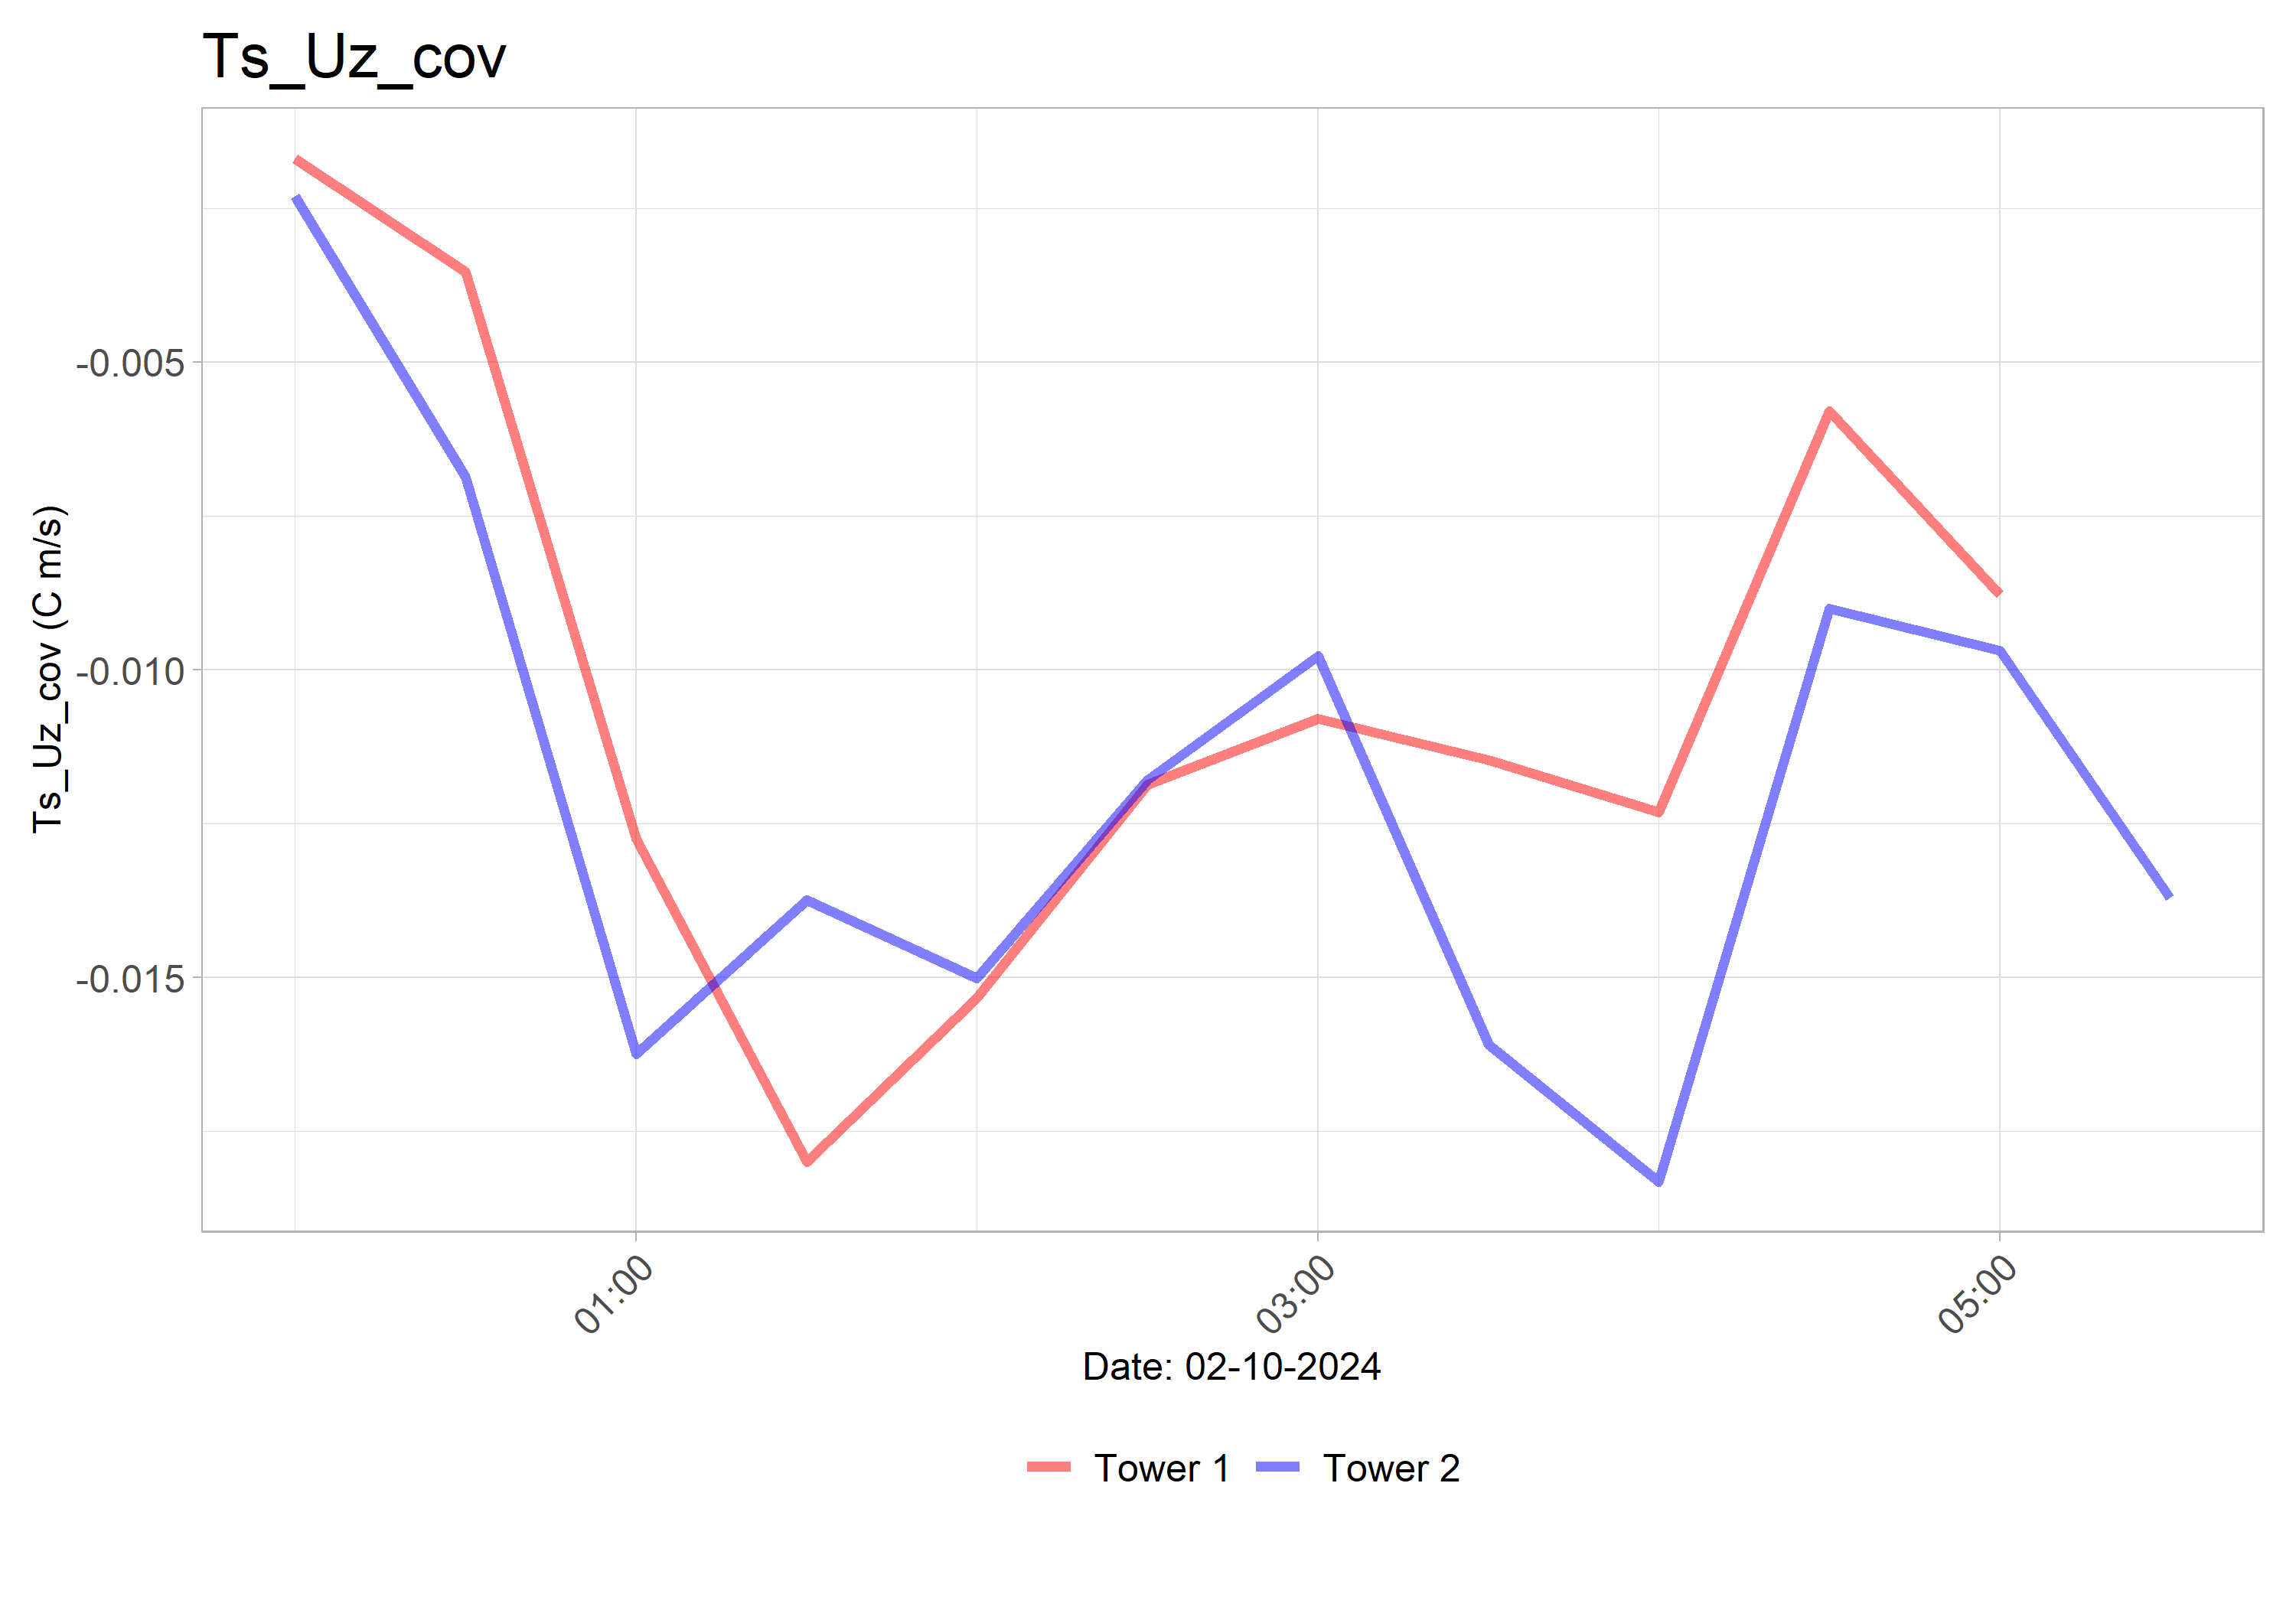 Ts_Uz_cov
Ts_Uz_cov (C m/s)
-0.005
-0.010
-0.015
01:00
03:00
05:00
Date: 02-10-2024
Tower 1
Tower 2